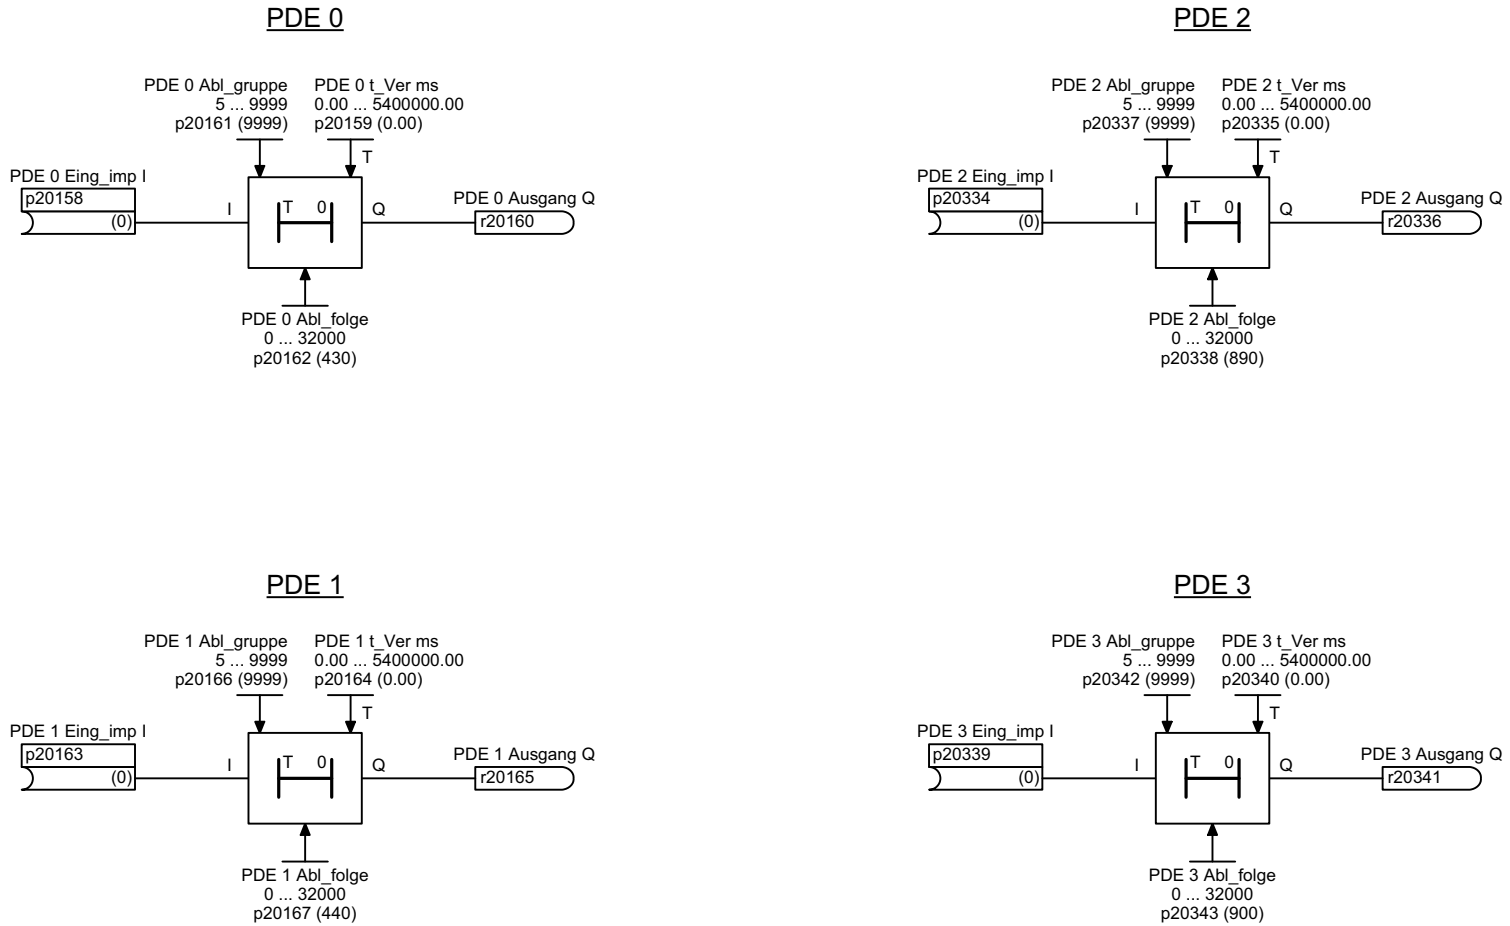 PDE 0
PDE 0 Abl_gruppe
5 ... 9999
p20161 (9999)
PDE 0 t_Ver ms
0.00 ... 5400000.00
p20159 (0.00)
T
PDE 0 Eing_imp I
p20158
(0)
I
T 0
Q
PDE 0 Ausgang Q
r20160
PDE 0 Abl_folge
0 ... 32000
p20162 (430)
PDE 2
PDE 2 Abl_gruppe
5 ... 9999
p20337 (9999)
PDE 2 t_Ver ms
0.00 ... 5400000.00
p20335 (0.00)
T
PDE 2 Eing_imp I
p20334
(0)
I
T 0
Q
PDE 2 Ausgang Q
r20336
PDE 2 Abl_folge
0 ... 32000
p20338 (890)
PDE 1
PDE 1 Abl_gruppe
5 ... 9999
p20166 (9999)
PDE 1 t_Ver ms
0.00 ... 5400000.00
p20164 (0.00)
T
PDE 1 Eing_imp I
p20163
(0)
I
T 0
Q
PDE 1 Ausgang Q
r20165
PDE 1 Abl_folge
0 ... 32000
p20167 (440)
PDE 3
PDE 3 Abl_gruppe
5 ... 9999
p20342 (9999)
PDE 3 t_Ver ms
0.00 ... 5400000.00
p20340 (0.00)
T
PDE 3 Eing_imp I
p20339
(0)
I
T 0
Q
PDE 3 Ausgang Q
r20341
PDE 3 Abl_folge
0 ... 32000
p20343 (900)